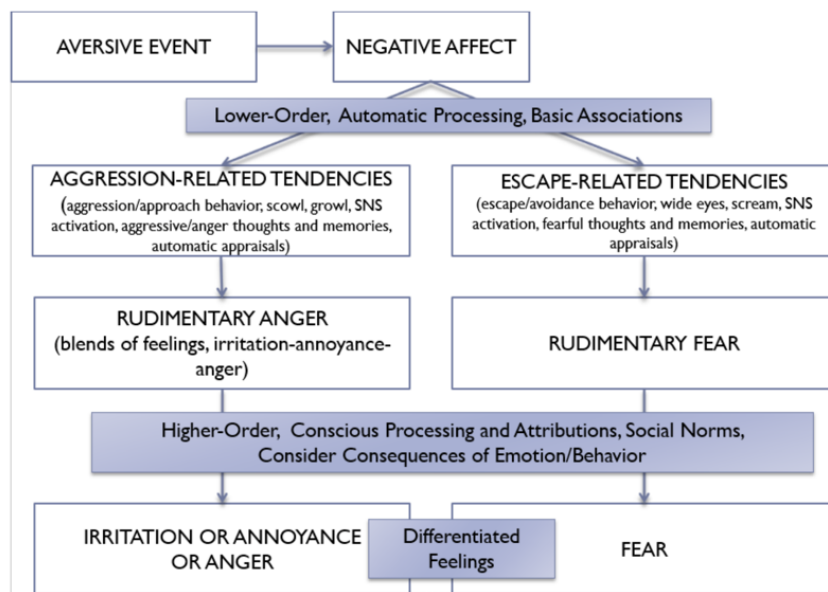 AVERSIVE EVENT
NEGATIVE AFFECT
Lower-Order, Automatic Processing, Basic Associations
AGGRESSION-RELATED TENDENCIES
(aggression/approach behavior, scowl, growl, SNS
activation, aggressive/anger thoughts and memories,
automatic appraisals)
ESCAPE-RELATED TENDENCIES
(escape/avoidance behavior, wide eyes, scream, SNS
activation, fearful thoughts and memories, automatic
appraisals)
RUDIMENTARY ANGER
(blends of feelings, irritation-annoyance-
anger)
RUDIMENTARY FEAR
Higher-Order, Conscious Processing and Attributions, Social Norms,
Consider Consequences of Emotion/Behavior
IRRITATION OR ANNOYANCE
OR ANGER
Differentiated
Feelings
FEAR